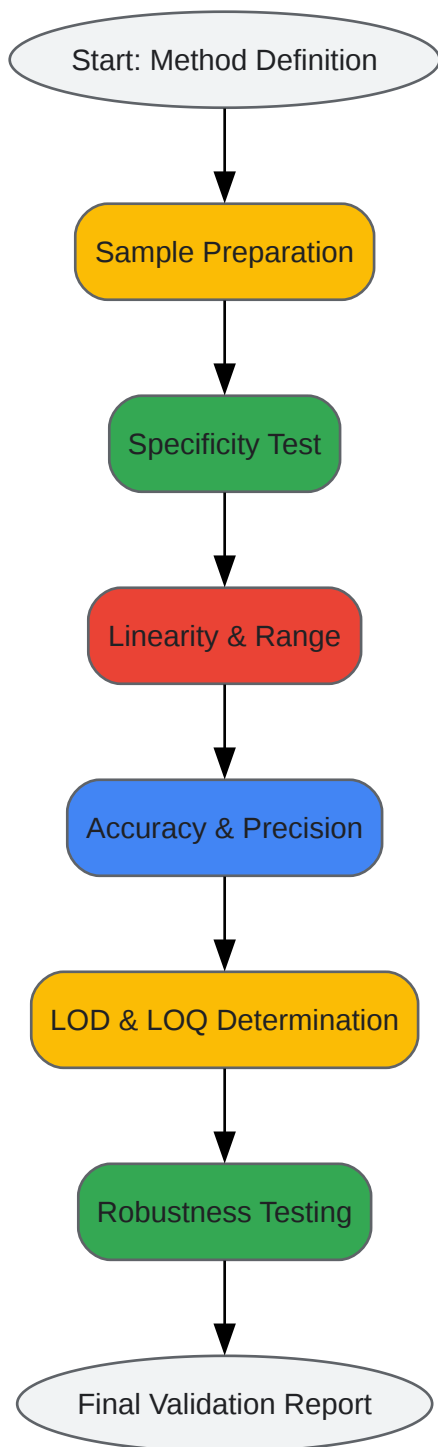 Start: Method Definition
Sample Preparation
Specificity Test
Linearity & Range
Accuracy & Precision
LOD & LOQ Determination
Robustness Testing
Final Validation Report